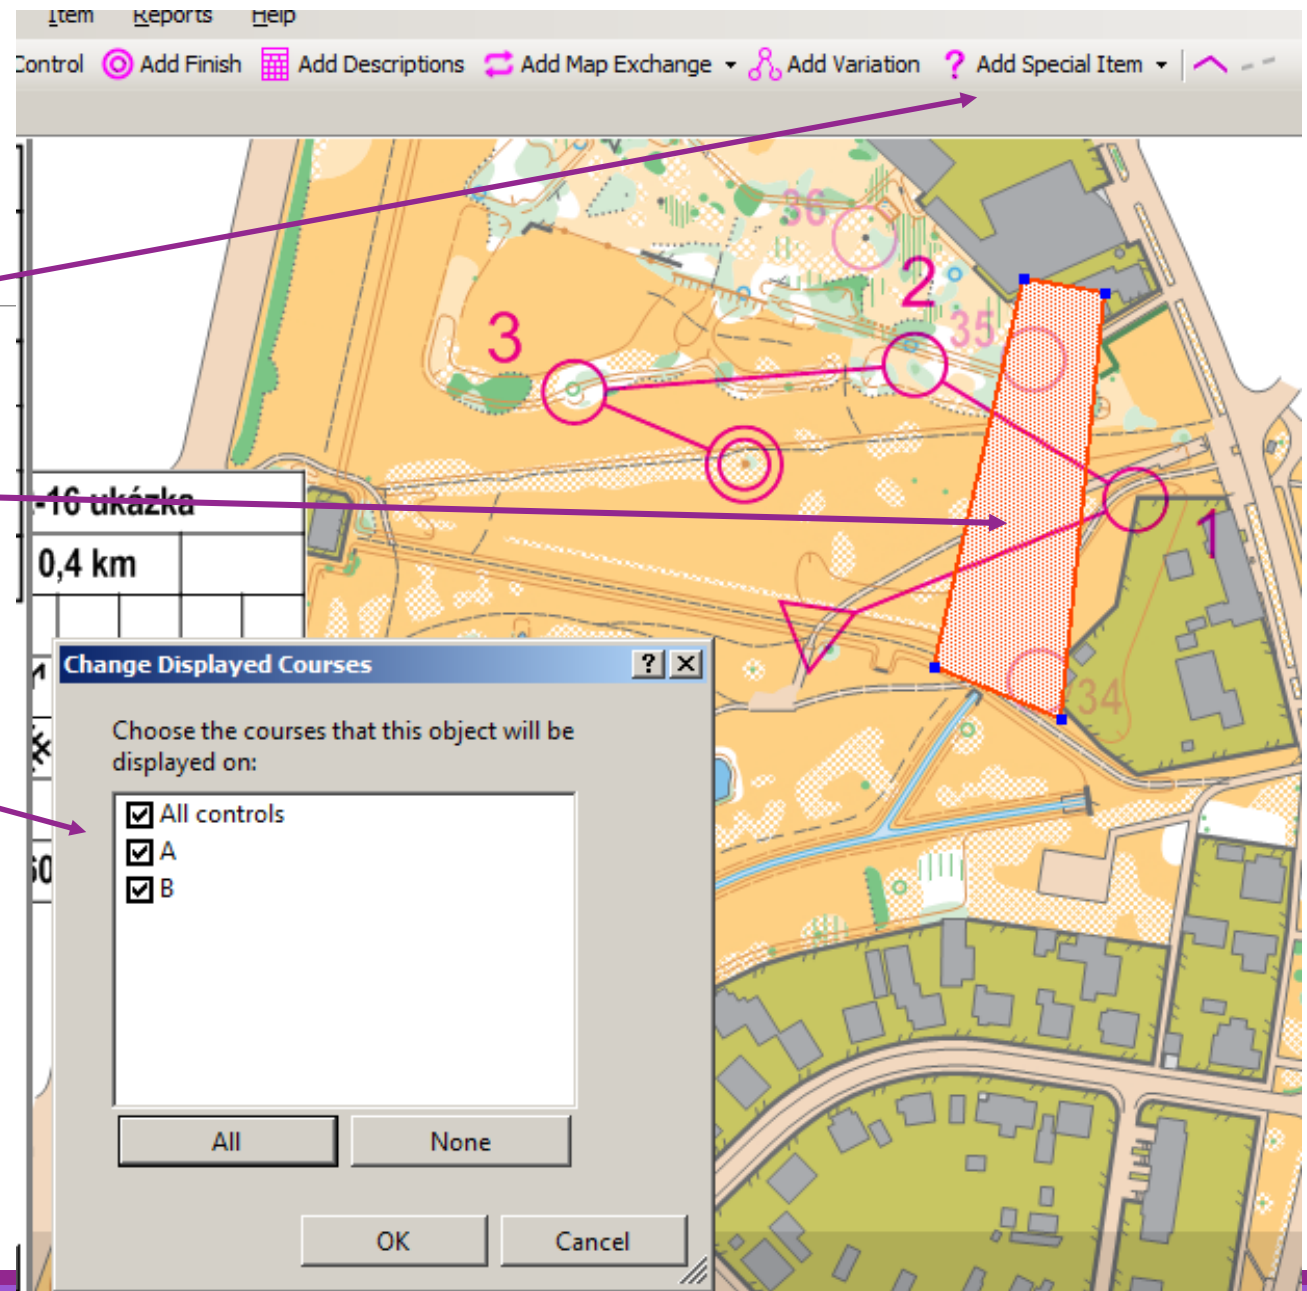 Item Reports Help
Control Add Finish Add Descriptions Add Map Exchange Add Variation ? Add Special Item
36
2
35
3
-16 ukázka
1
0,4 km
34
Change Displayed Courses
Choose the courses that this object will be
displayed on:
All controls
A
B
All None
OK Cancel